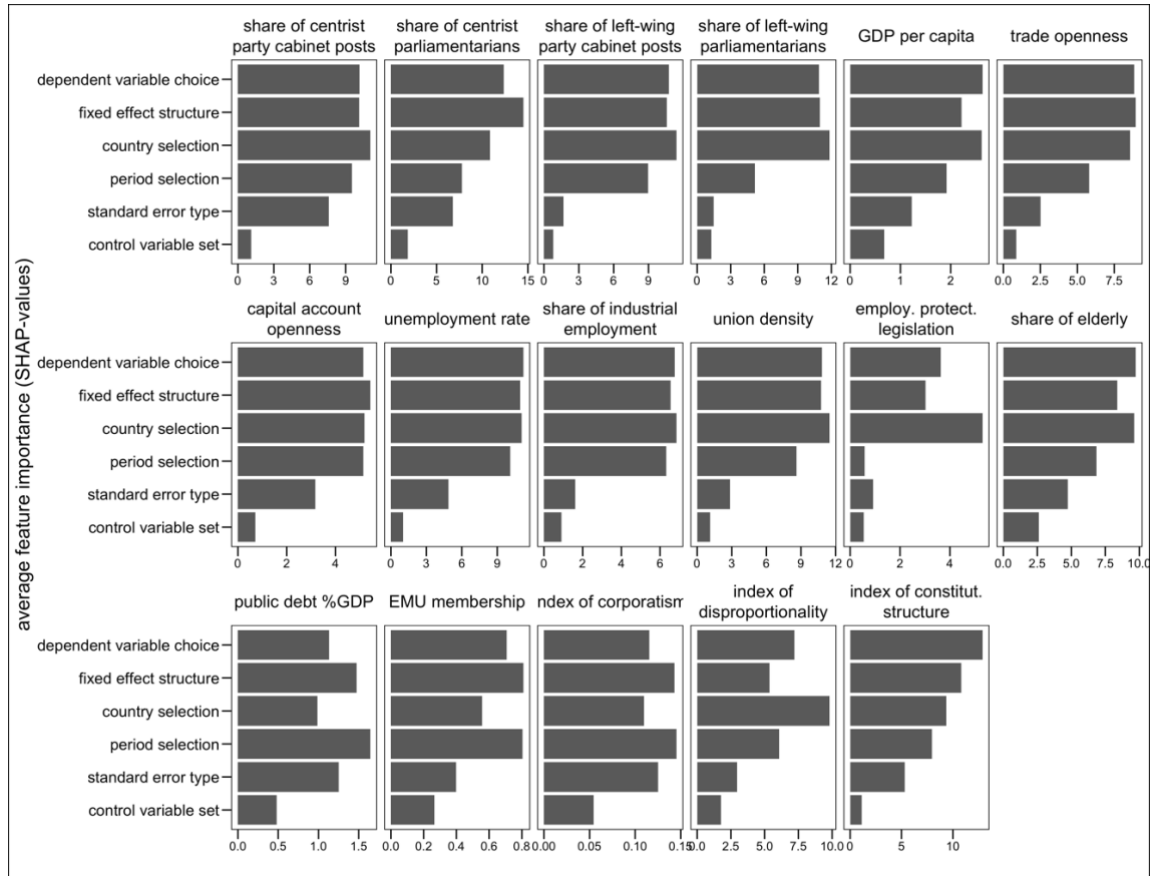 share of centrist party cabinet posts
share of centrist parliamentarians
share of left-wing party cabinet posts
share of left-wing parliamentarians
GDP per capita
trade openness
dependent variable choice
fixed effect structure
country selection
period selection
standard error type
control variable set
0 3 6 9
0 5 10 15
0 3 6 9
0 3 6 9 12
0 1 2
0.0 2.5 5.0 7.5
average feature importance (SHAP-values)
capital account openness
unemployment rate
share of industrial employment
union density
employ. protect. legislation
share of elderly
dependent variable choice
fixed effect structure
country selection
period selection
standard error type
control variable set
0 2 4
0 3 6 9
0 2 4 6
0 3 6 9 12
0 2 4
0.0 2.5 5.0 7.5 10.0
public debt %GDP
EMU membership
ndex of corporatism
index of disproportionality
index of constitut. structure
dependent variable choice
fixed effect structure
country selection
period selection
standard error type
control variable set
0.0 0.5 1.0 1.5
0.0 0.2 0.4 0.6 0.8
0.00 0.05 0.10 0.15
0.0 2.5 5.0 7.5 10.0
0 5 10